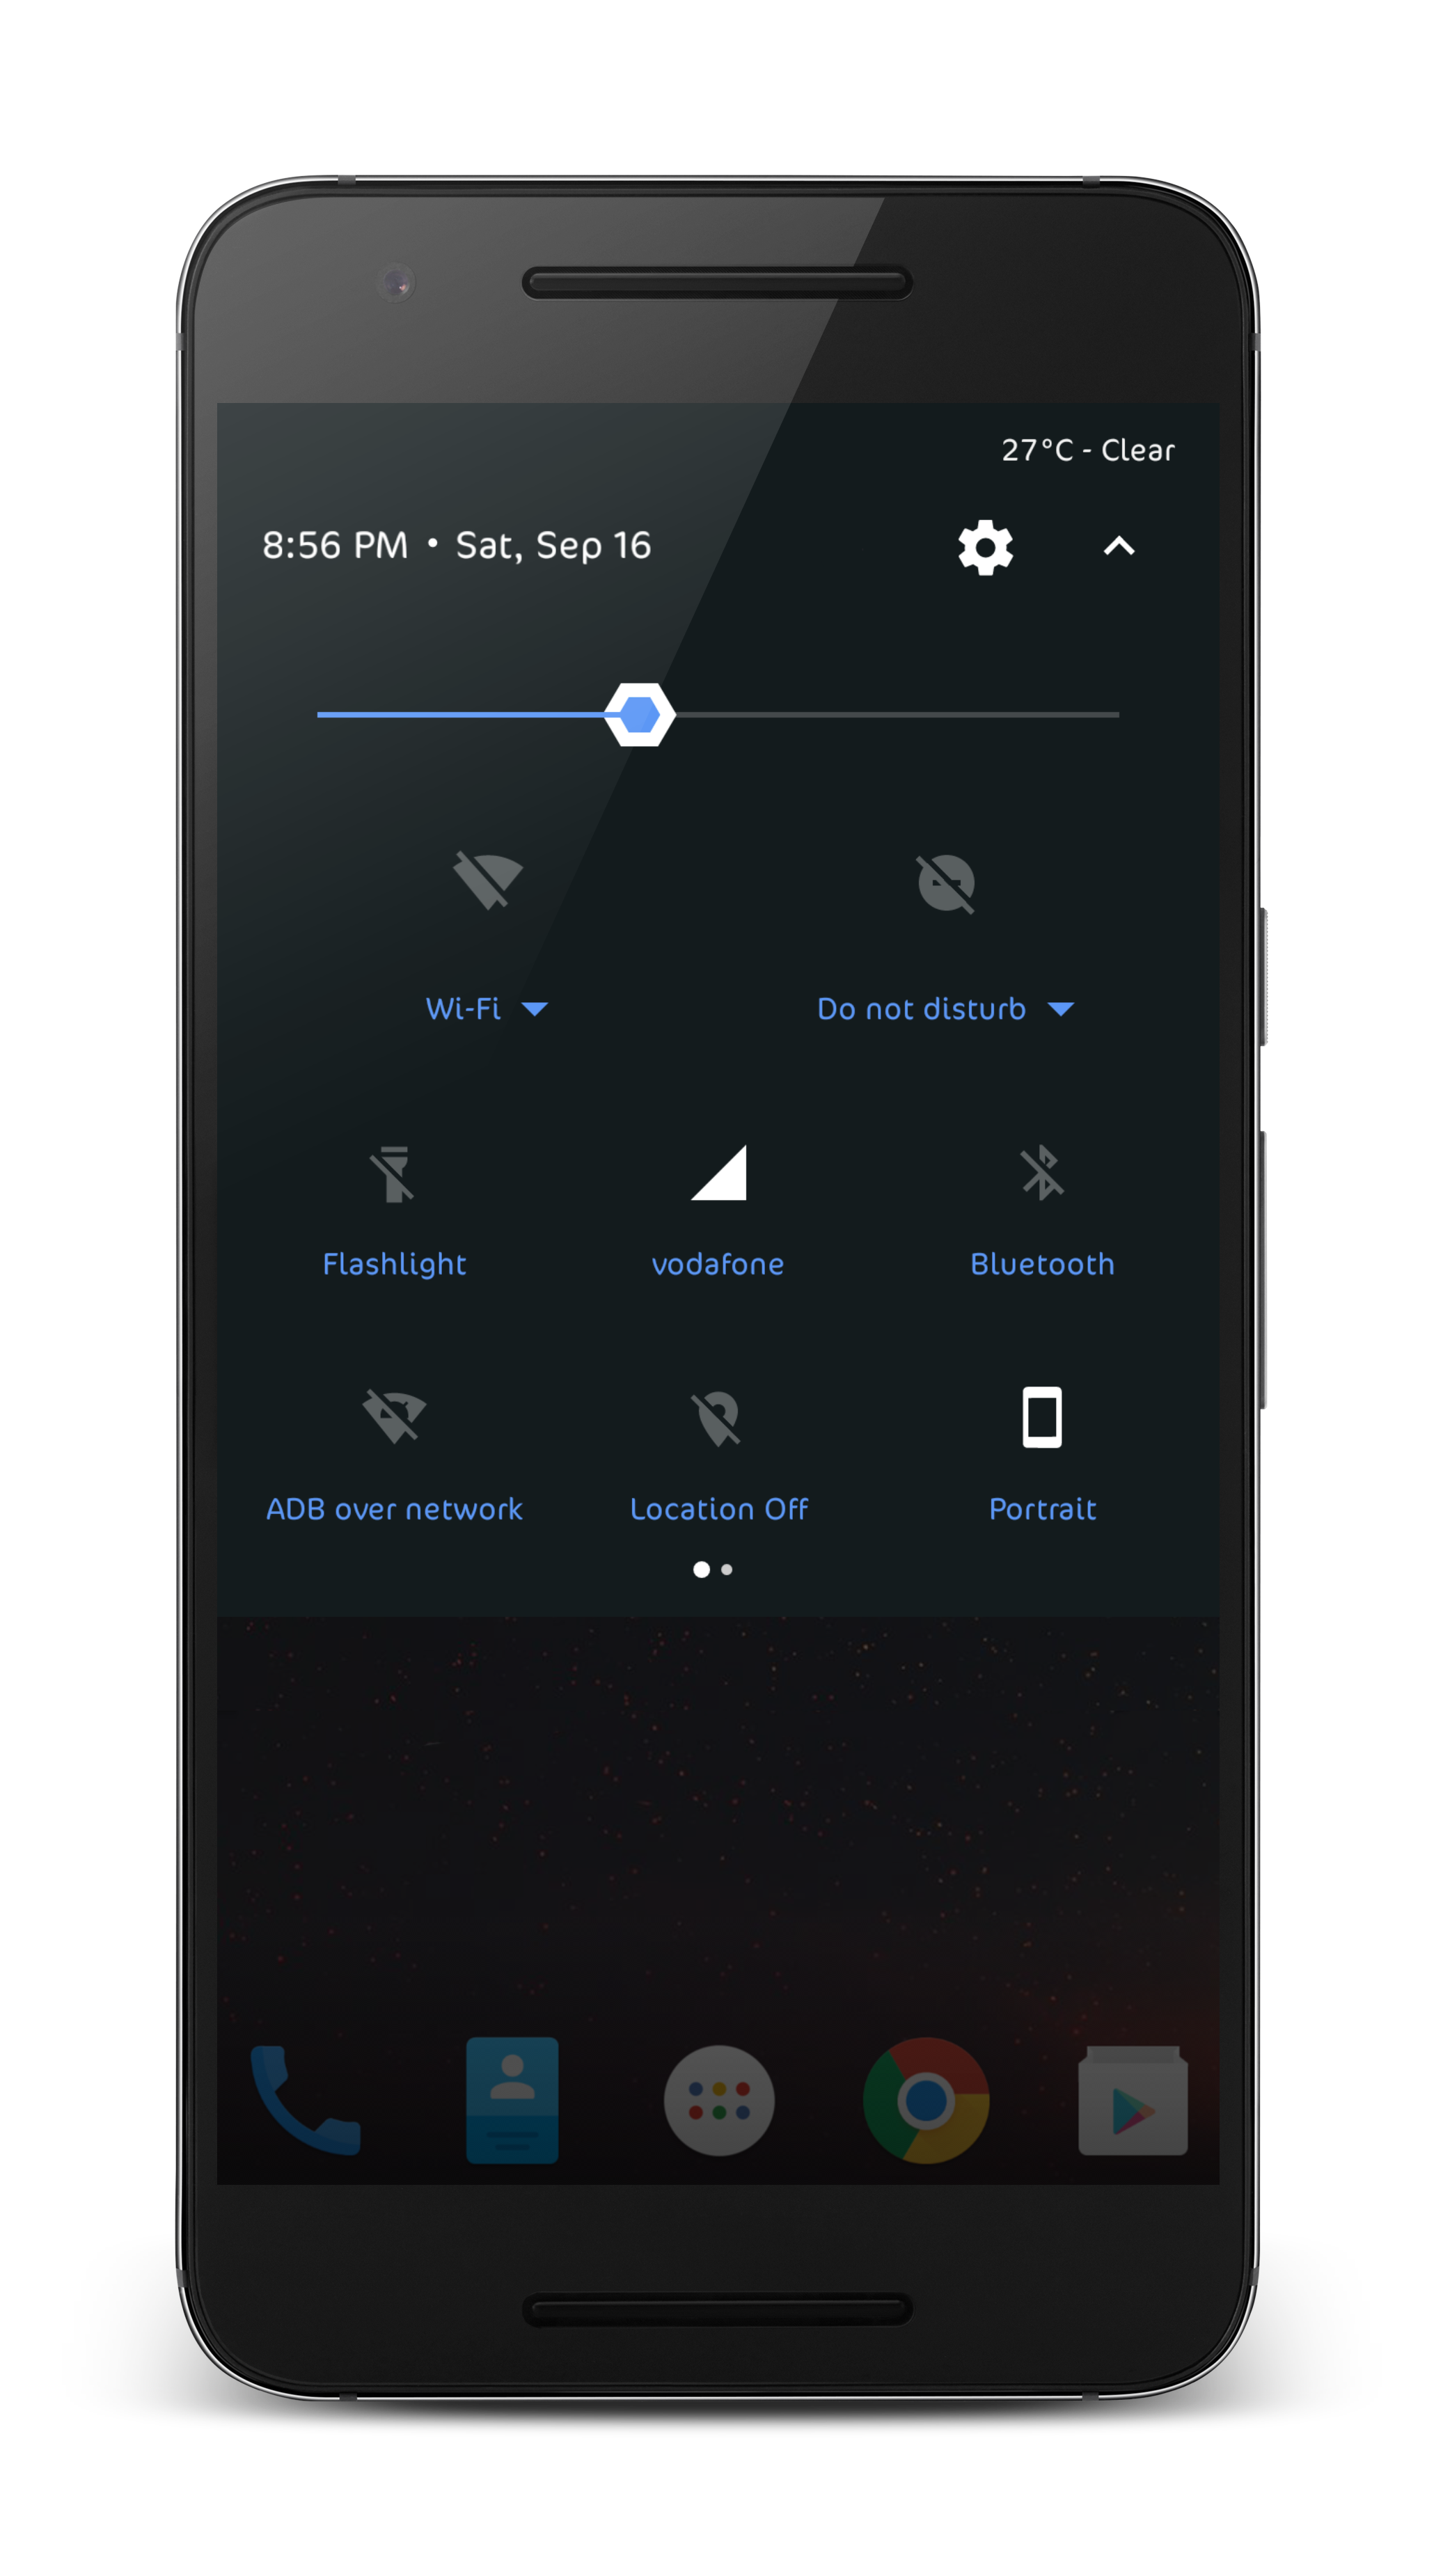 27°C - Clear
8:56 PM • Sat, Sep 16
Wi-Fi
Do not disturb
Flashlight
vodafone
Bluetooth
ADB over network
Location Off
Portrait